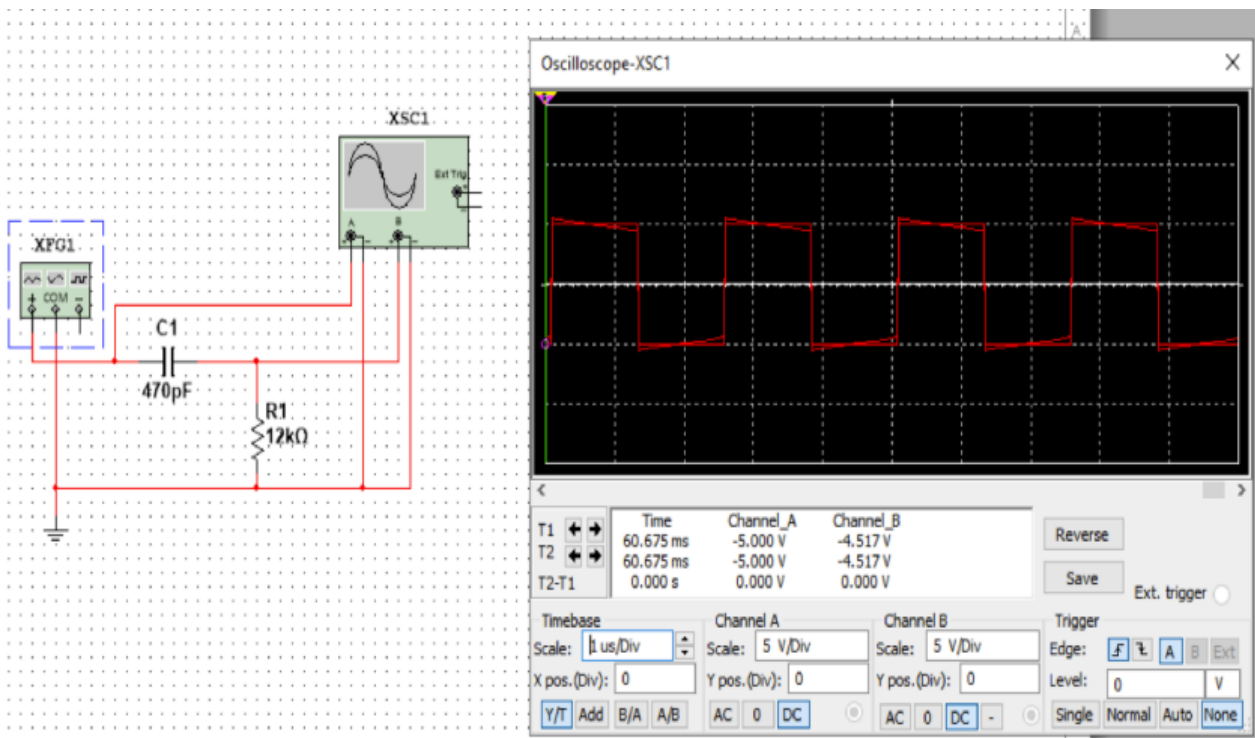 A
Oscilloscope-XSC1
XSC1
Ext Trig
A B
XFG1
+ COM −
C1
470pF
R1
12kΩ
Time Channel_A Channel_B
T1 60.675 ms -5.000 V -4.517 V
T2 60.675 ms -5.000 V -4.517 V
T2-T1 0.000 s 0.000 V 0.000 V
Reverse
Save
Ext. trigger
Timebase
Scale: 1 us/Div
X pos.(Div): 0
Y/T Add B/A A/B
Channel A
Scale: 5 V/Div
Y pos.(Div): 0
AC 0 DC
Channel B
Scale: 5 V/Div
Y pos.(Div): 0
AC 0 DC -
Trigger
Edge: A B Ext
Level: 0 V
Single Normal Auto None